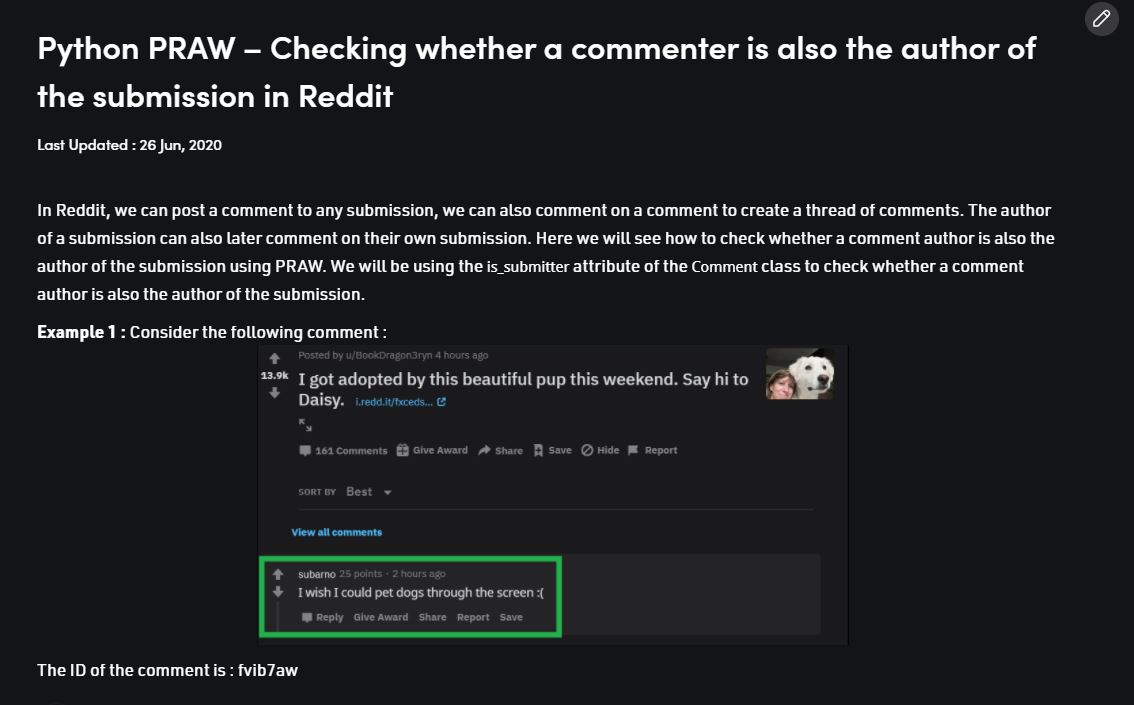 Python PRAW – Checking whether a commenter is also the author of
the submission in Reddit
Last Updated : 26 Jun, 2020
In Reddit, we can post a comment to any submission, we can also comment on a comment to create a thread of comments. The author
of a submission can also later comment on their own submission. Here we will see how to check whether a comment author is also the
author of the submission using PRAW. We will be using the is_submitter attribute of the Comment class to check whether a comment
author is also the author of the submission.
Example 1 : Consider the following comment :
Posted by u/BookDragon3ryn 4 hours ago
13.9k
I got adopted by this beautiful pup this weekend. Say hi to
Daisy. i.redd.it/fxceds...
161 Comments Give Award Share Save Hide Report
SORT BY Best
View all comments
subarno 25 points · 2 hours ago
I wish I could pet dogs through the screen :(
Reply Give Award Share Report Save
The ID of the comment is : fvib7aw